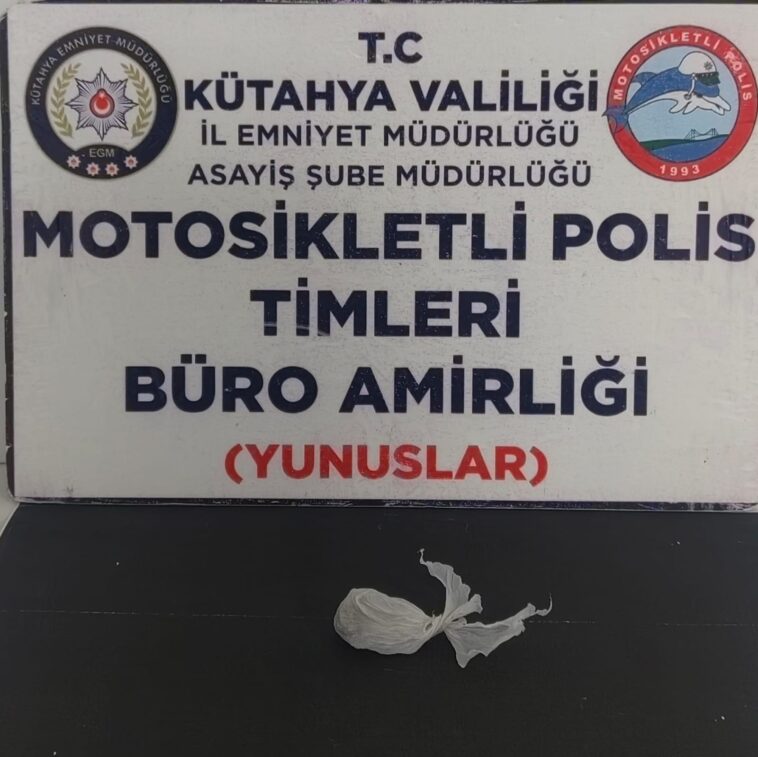 T.C
KÜTAHYA VALİLİĞİ
İL EMNİYET MÜDÜRLÜĞÜ
ASAYİŞ ŞUBE MÜDÜRLÜĞÜ
MOTOSİKLETLİ POLİS
TİMLERİ
BÜRO AMİRLİĞİ
(YUNUSLAR)
KÜTAHYA EMNİYET MÜDÜRLÜĞÜ
EGM
MOTOSİKLETLİ POLİS
1993